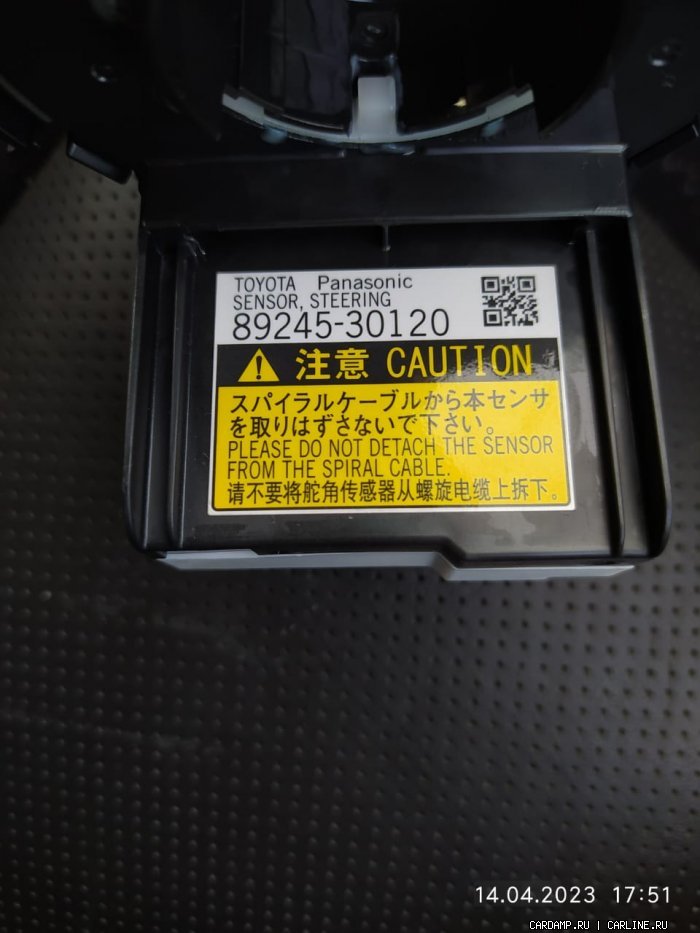 TOYOTA Panasonic
SENSOR, STEERING
89245-30120
注意 CAUTION
スパイラルケーブルから本センサ
を取りはずさないで下さい。
PLEASE DO NOT DETACH THE SENSOR
FROM THE SPIRAL CABLE.
请不要将舵角传感器从螺旋电缆上拆下。
14.04.2023 17:51
CARDAMP.RU | CARLINE.RU